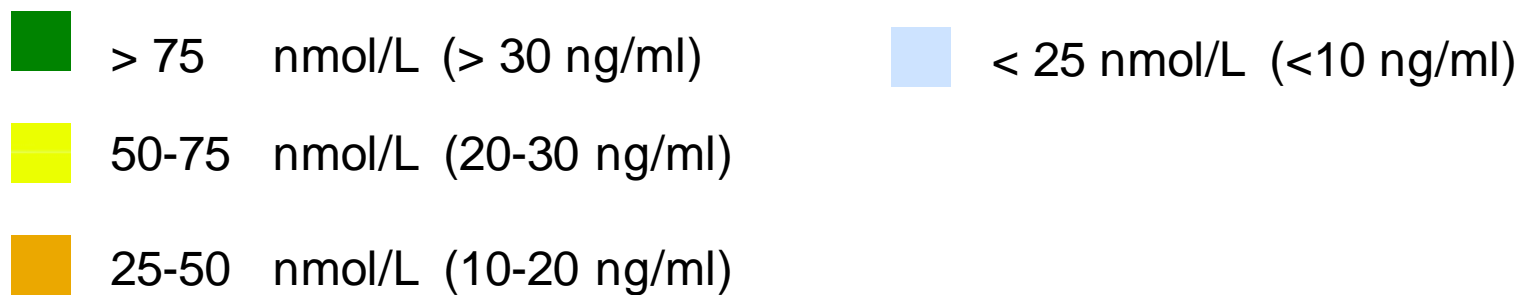 > 75 nmol/L (> 30 ng/ml)
< 25 nmol/L (<10 ng/ml)
50-75 nmol/L (20-30 ng/ml)
25-50 nmol/L (10-20 ng/ml)